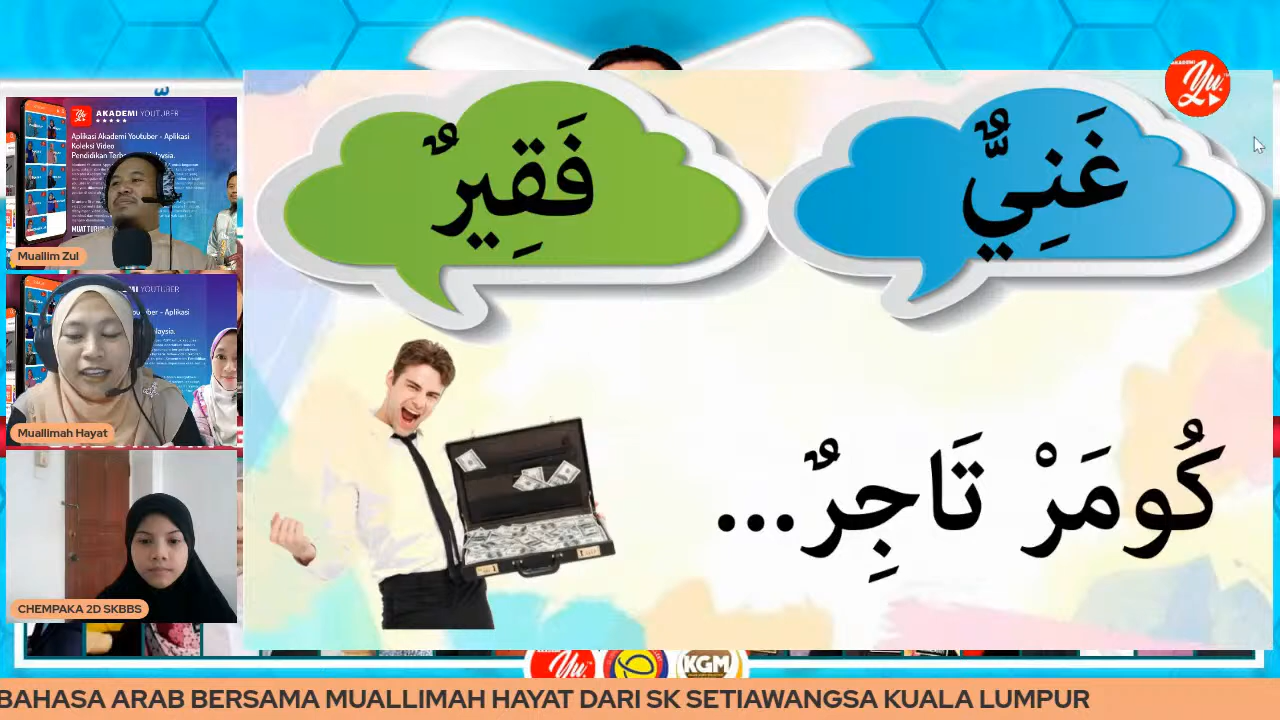 فَقِيرٌ
غَنِيٌّ
كُومَرْ تَاجِرٌ...
AKADEMI YOUTUBER
Aplikasi Akademi Youtuber - Aplikasi
Koleksi Video
Muallim Zul
Muallimah Hayat
CHEMPAKA 2D SKBBS
Yu.
KGM
BAHASA ARAB BERSAMA MUALLIMAH HAYAT DARI SK SETIAWANGSA KUALA LUMPUR